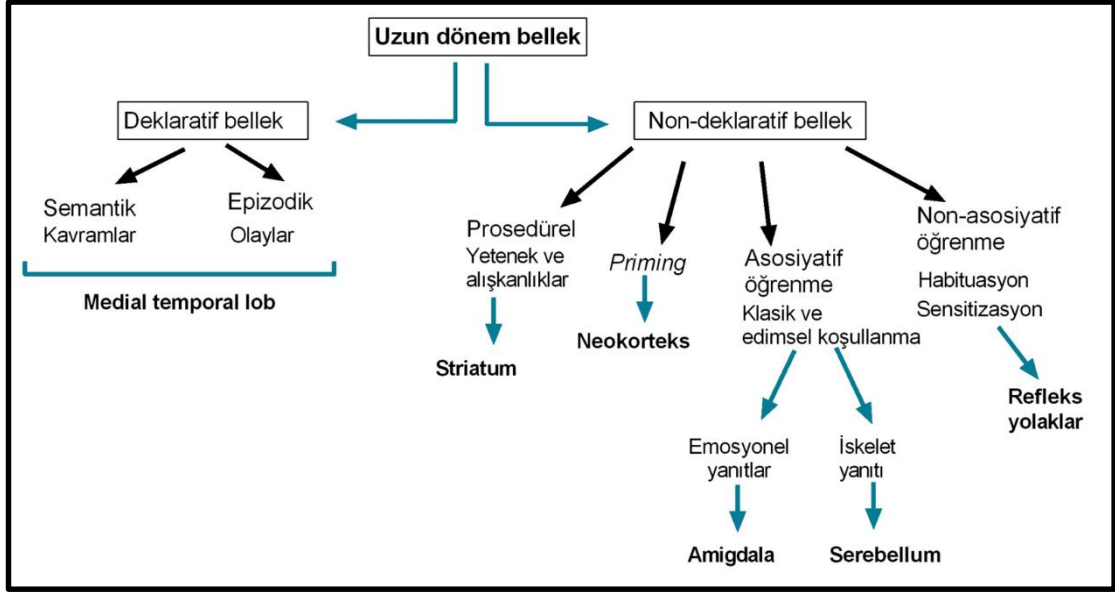 Uzun dönem bellek
Deklaratif bellek
Non-deklaratif bellek
Semantik
Kavramlar
Epizodik
Olaylar
Medial temporal lob
Prosedürel
Yetenek ve
alışkanlıklar
Striatum
Priming
Neokorteks
Asosiyatif
öğrenme
Klasik ve
edimsel koşullanma
Emosyonel
yanıtlar
Amigdala
İskelet
yanıtı
Serebellum
Non-asosiyatif
öğrenme
Habituasyon
Sensitizasyon
Refleks
yolaklar